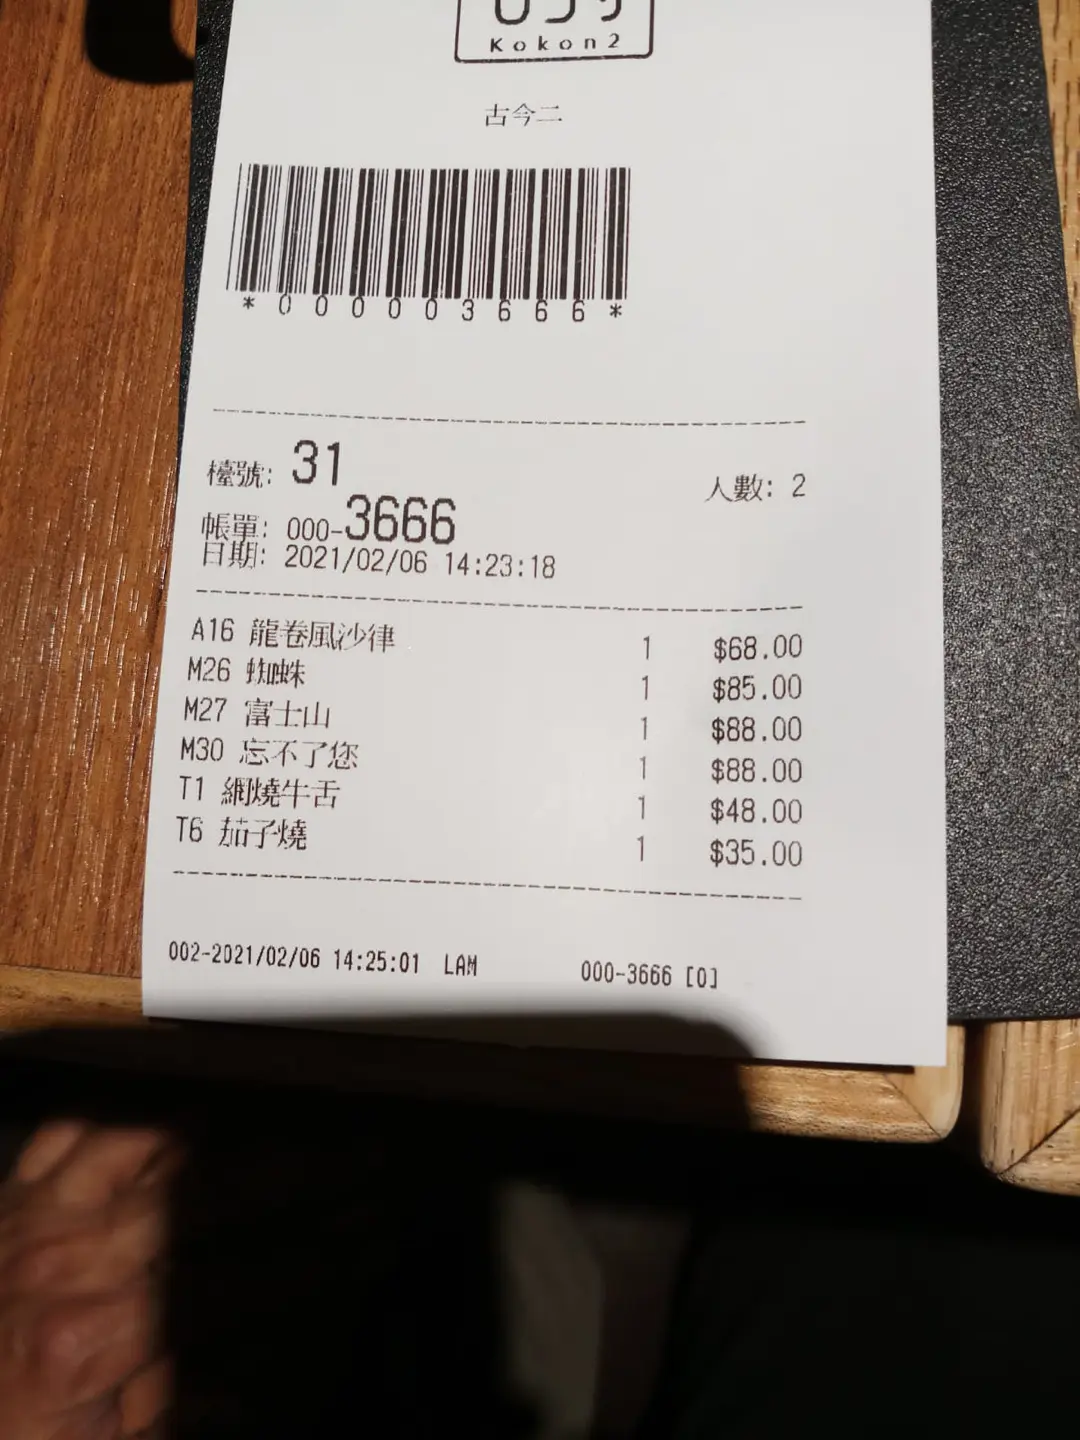 Kokon2
古今二
*0000003666*
檯號: 31 人數: 2
帳單: 000-3666
日期: 2021/02/06 14:23:18
A16 龍卷風沙律 1 $68.00
M26 蜘蛛 1 $85.00
M27 富士山 1 $88.00
M30 忘不了您 1 $88.00
T1 網燒牛舌 1 $48.00
T6 茄子燒 1 $35.00
002-2021/02/06 14:25:01 LAM 000-3666 [0]